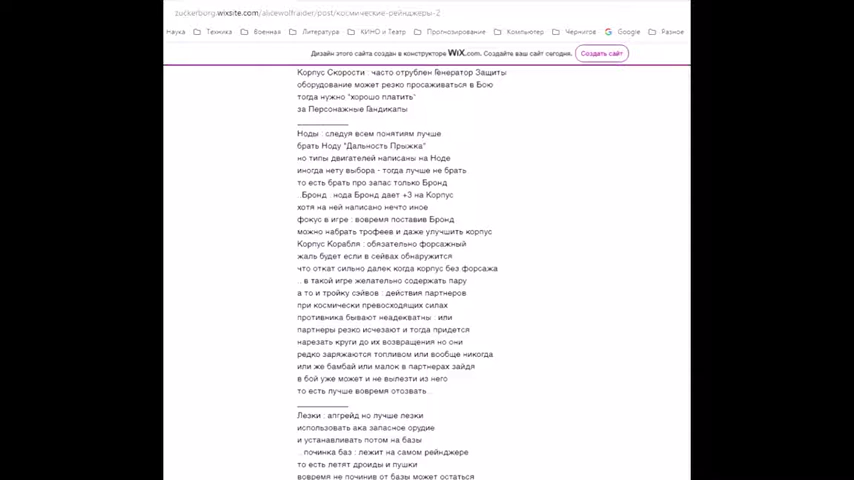 zuckerborg.wixsite.com/alicewolfraider/post/космические-рейнджеры-2
Наука Техника Военная Литература КИНО и Театр Прогнозирование Компьютер Чернигов Google Разное
Дизайн этого сайта создан в конструкторе WiX.com. Создайте ваш сайт сегодня. Создать сайт
Корпус Скорости : часто отрублен Генератор Защиты
оборудование может резко просаживаться в Бою
тогда нужно "хорошо платить"
за Персонажные Гандикапы
Ноды : следуя всем понятиям лучше
брать Ноду "Дальность Прыжка"
но типы двигателей написаны на Ноде
иногда нету выбора - тогда лучше не брать
то есть брать про запас только Бронд
..Бронд : нода Бронд дает +3 на Корпус
хотя на ней написано нечто иное
фокус в игре : вовремя поставив Бронд
можно набрать трофеев и даже улучшить корпус
Корпус Корабля : обязательно форсажный
жаль будет если в сейвах обнаружится
что откат сильно далек когда корпус без форсажа
.. в такой игре желательно содержать пару
а то и тройку сэйвов : действия партнеров
при космически превосходящих силах
противника бывают неадекватны : или
партнеры резко исчезают и тогда придется
нарезать круги до их возвращения но они
редко заряжаются топливом или вообще никогда
или же бамбай или малок в партнерах зайдя
в бой уже может и не вылезти из него
то есть лучше вовремя отозвать ..
Лезки : апгрейд но лучше лезки
использовать ака запасное орудие
и устанавливать потом на базы
.. починка баз : лежит на самом рейнджере
то есть летят дроиды и пушки
вовремя не починив от базы может остаться